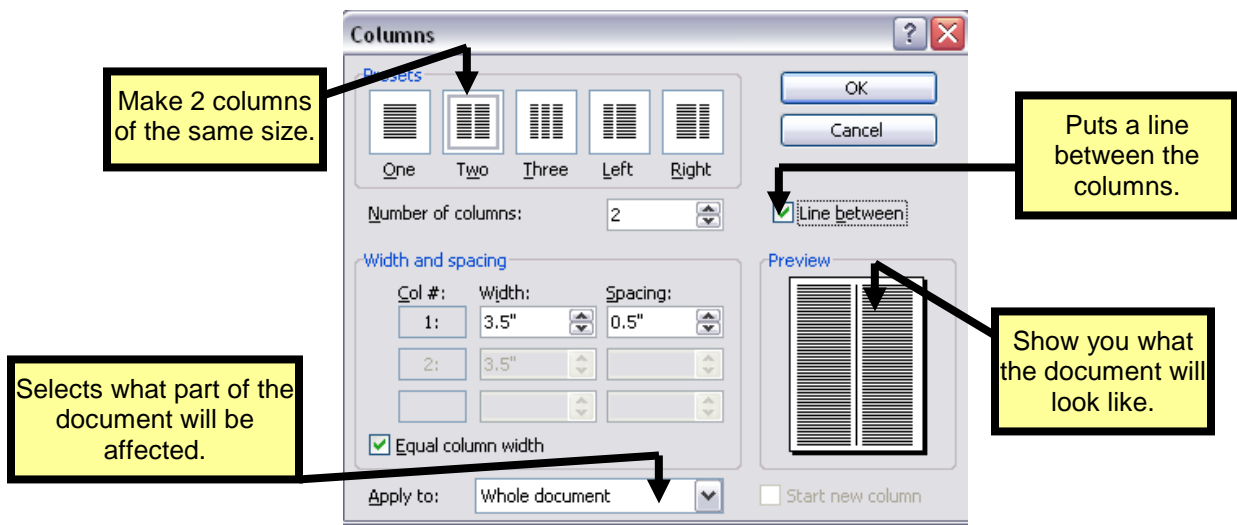 Columns
Make 2 columns
of the same size.
Presets
One Two Three Left Right
OK
Cancel
Puts a line
between the
columns.
Number of columns: 2
Line between
Width and spacing
Col #: Width: Spacing:
1: 3.5" 0.5"
2: 3.5"
Equal column width
Preview
Show you what
the document will
look like.
Selects what part of the
document will be
affected.
Apply to: Whole document
Start new column